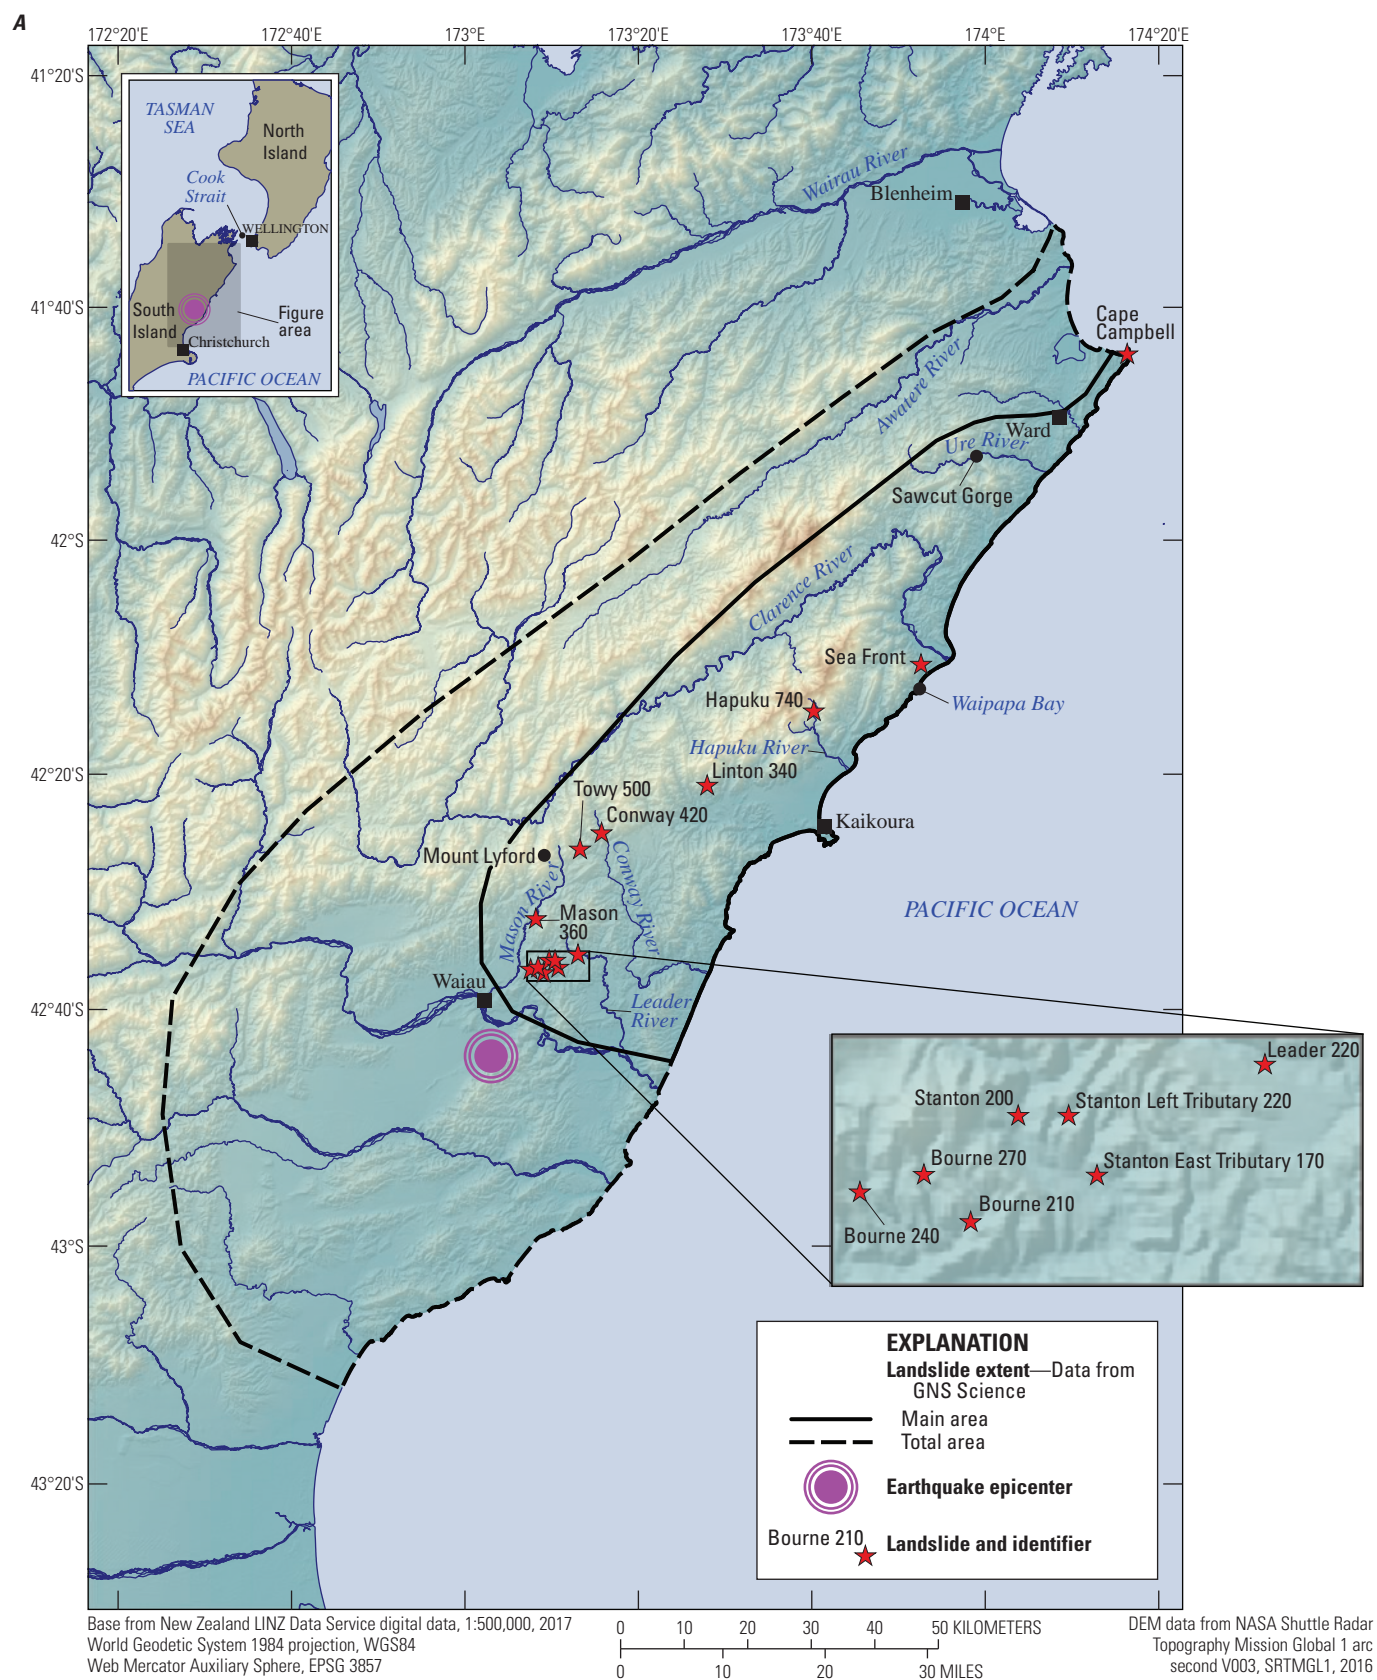 A
172°20'E
172°40'
173°
173°20'
173°40'
174°
174°20'
41°20'S
41°40'S
42°S
42°20'S
42°40'S
43°S
43°20'S
TASMAN
SEA
North
Island
Cook
Strait
WELLINGTON
South
Island
Figure
area
Christchurch
PACIFIC OCEAN
Wairau River
Blenheim
Cape
Campbell
Awatere River
Ward
Ure River
Sawcut Gorge
Clarence River
Sea Front
Hapuku 740
Waipapa Bay
Hapuku River
Linton 340
Towy 500
Conway 420
Kaikoura
Mount Lyford
Mason River
Conway River
Mason
360
PACIFIC OCEAN
Waiau
Leader
River
Leader 220
Stanton 200
Stanton Left Tributary 220
Bourne 270
Stanton East Tributary 170
Bourne 210
Bourne 240
EXPLANATION
Landslide extent—Data from
GNS Science
Main area
Total area
Earthquake epicenter
Bourne 210
Landslide and identifier
Base from New Zealand LINZ Data Service digital data, 1:500,000, 2017
World Geodetic System 1984 projection, WGS84
Web Mercator Auxiliary Sphere, EPSG 3857
0 10 20 30 40 50 KILOMETERS
0 10 20 30 MILES
DEM data from NASA Shuttle Radar
Topography Mission Global 1 arc
second V003, SRTMGL1, 2016